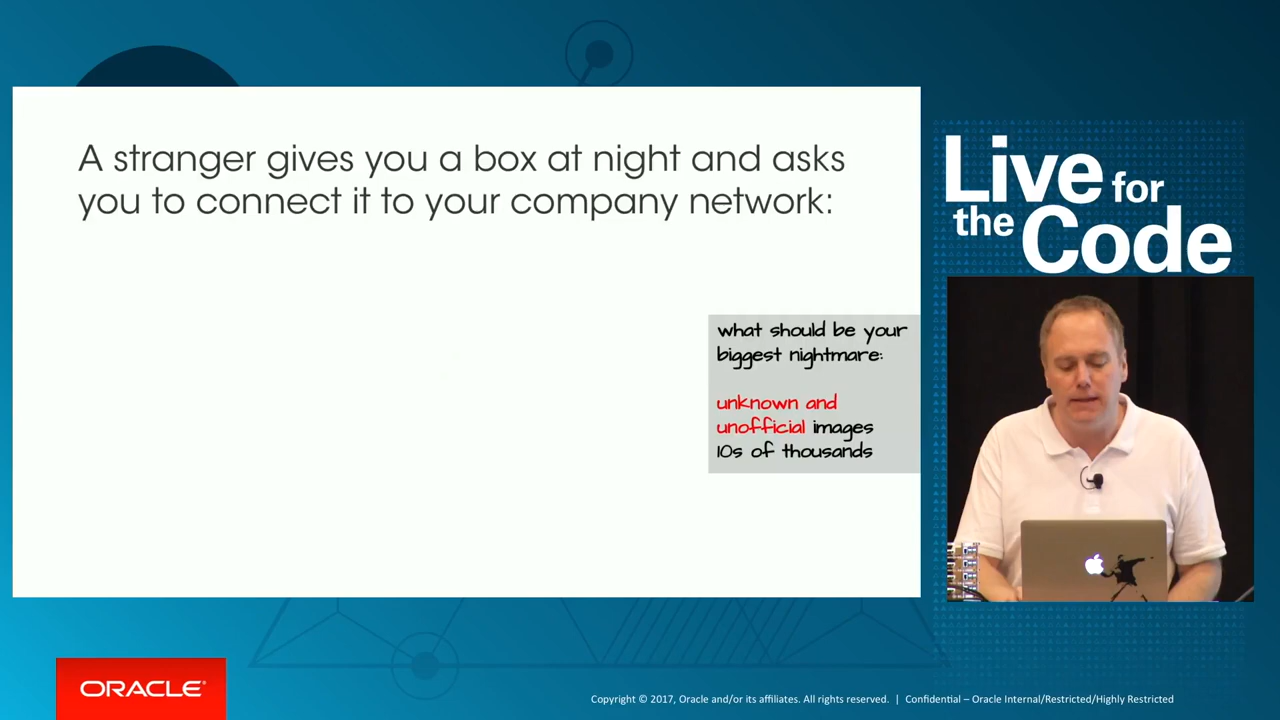 A stranger gives you a box at night and asks
you to connect it to your company network:
what should be your
biggest nightmare:
unknown and
unofficial images
10s of thousands
Live for
the Code
ORACLE®
Copyright © 2017, Oracle and/or its affiliates. All rights reserved. | Confidential – Oracle Internal/Restricted/Highly Restricted